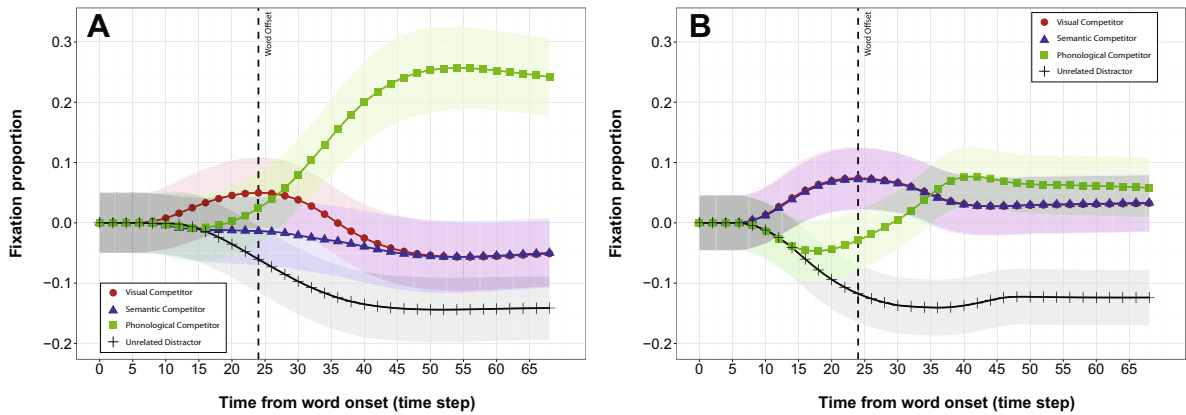 A
Fixation proportion
0.3
0.2
0.1
0.0
−0.1
−0.2
Word Offset
Visual Competitor
Semantic Competitor
Phonological Competitor
Unrelated Distractor
0 5 10 15 20 25 30 35 40 45 50 55 60 65
Time from word onset (time step)
B
Fixation proportion
0.3
0.2
0.1
0.0
−0.1
−0.2
Word Offset
Visual Competitor
Semantic Competitor
Phonological Competitor
Unrelated Distractor
0 5 10 15 20 25 30 35 40 45 50 55 60 65
Time from word onset (time step)